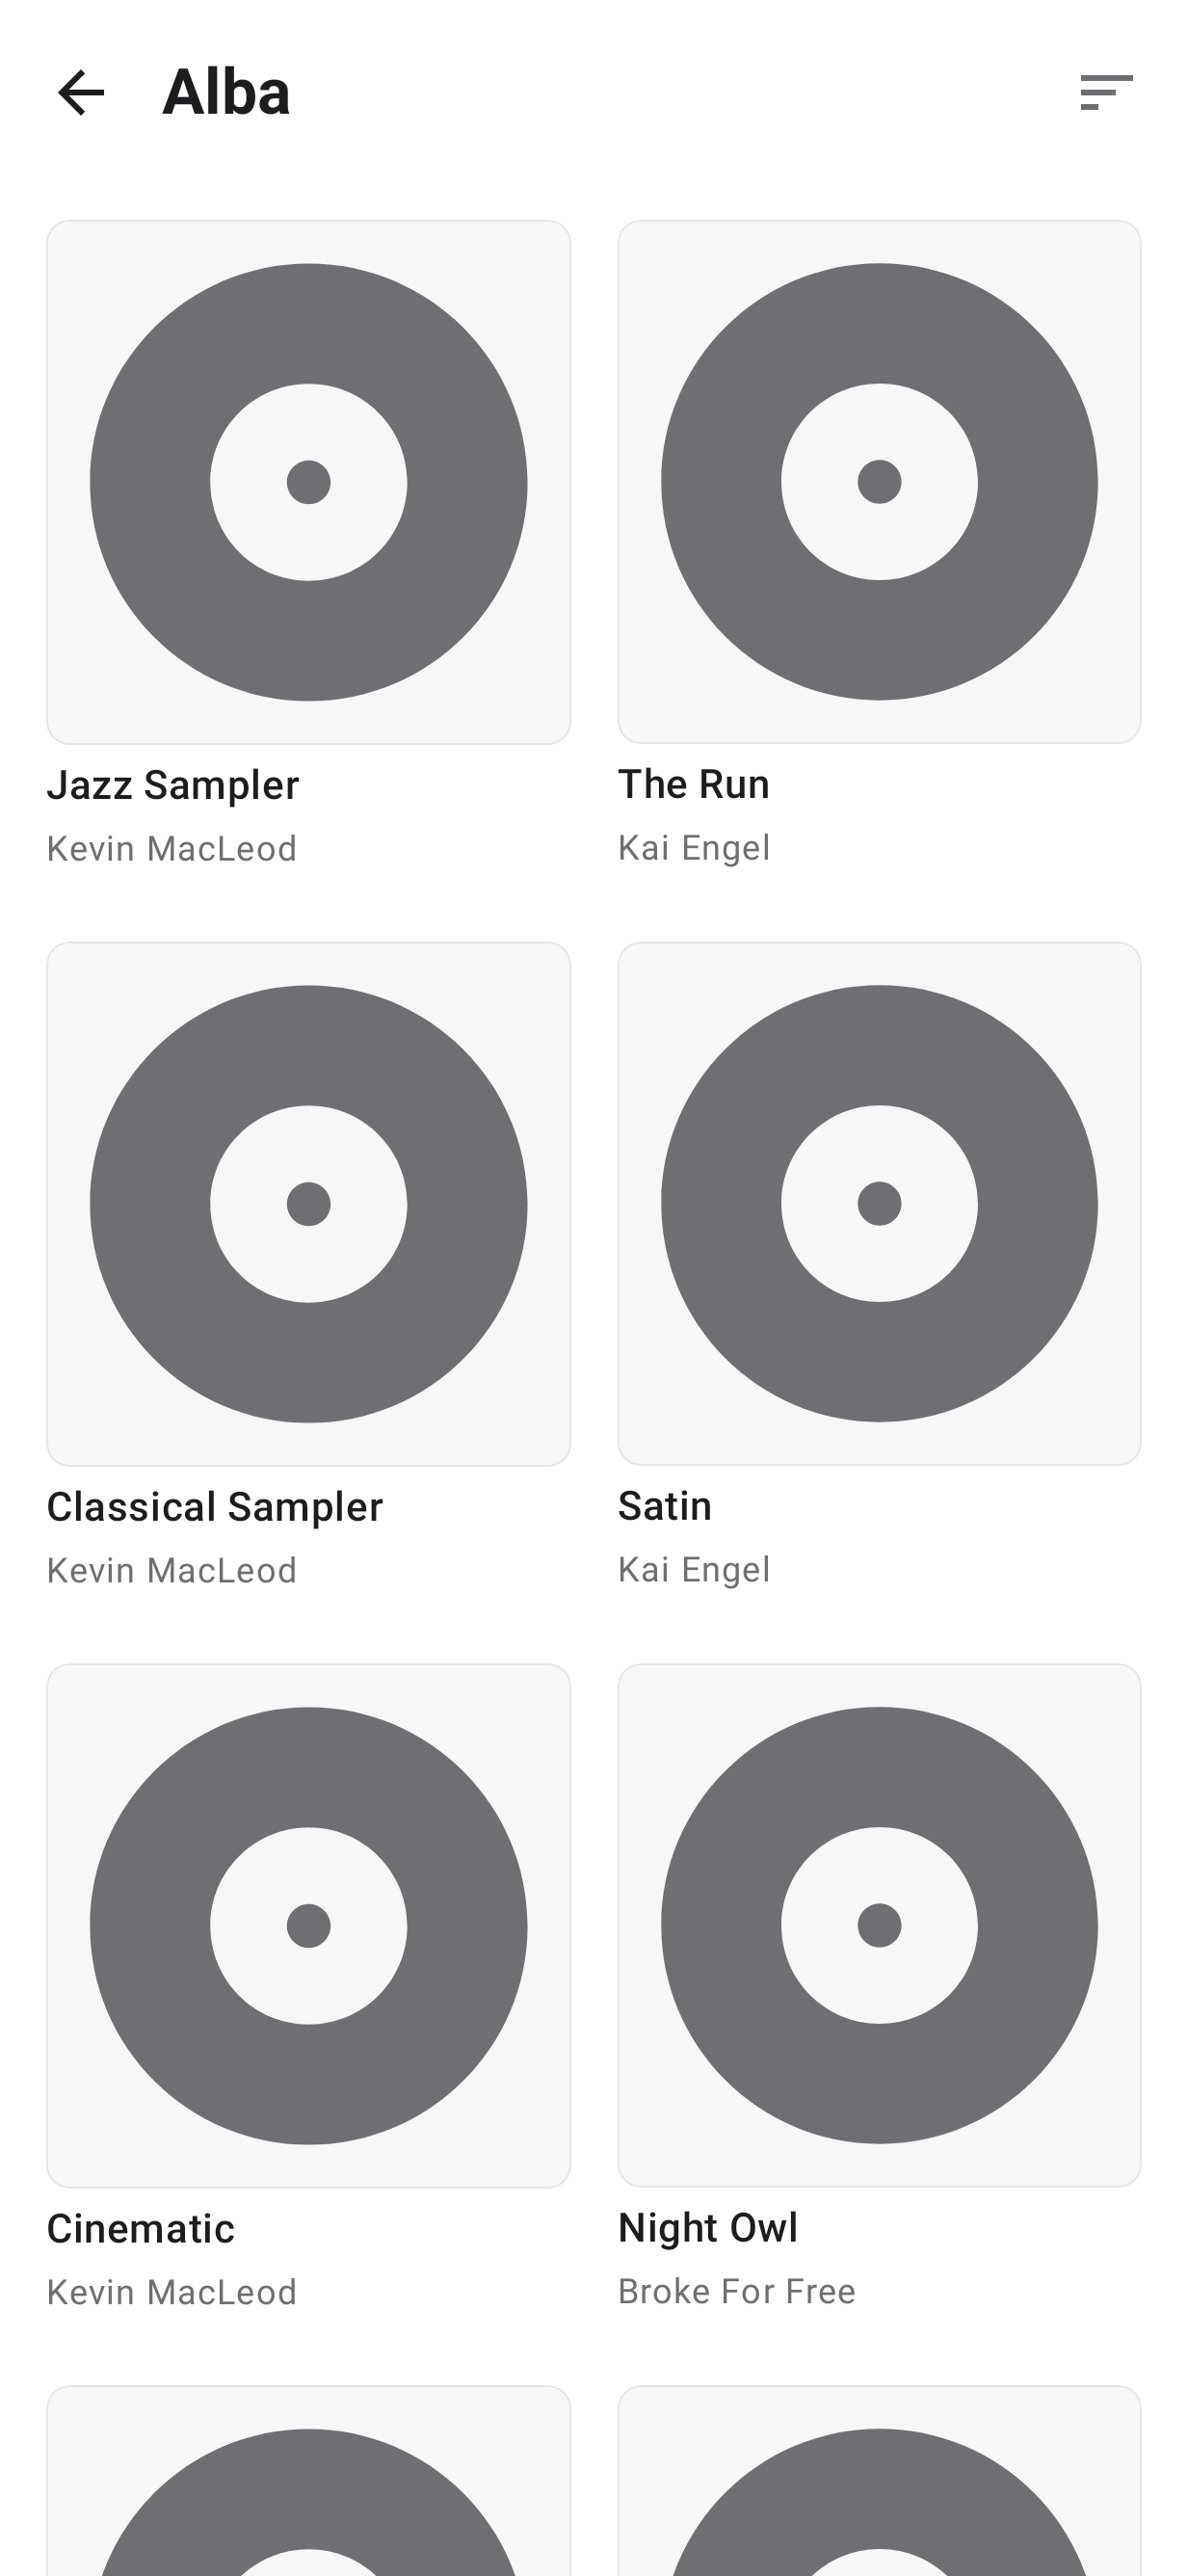 Alba
Jazz Sampler
Kevin MacLeod
The Run
Kai Engel
Classical Sampler
Kevin MacLeod
Satin
Kai Engel
Cinematic
Kevin MacLeod
Night Owl
Broke For Free